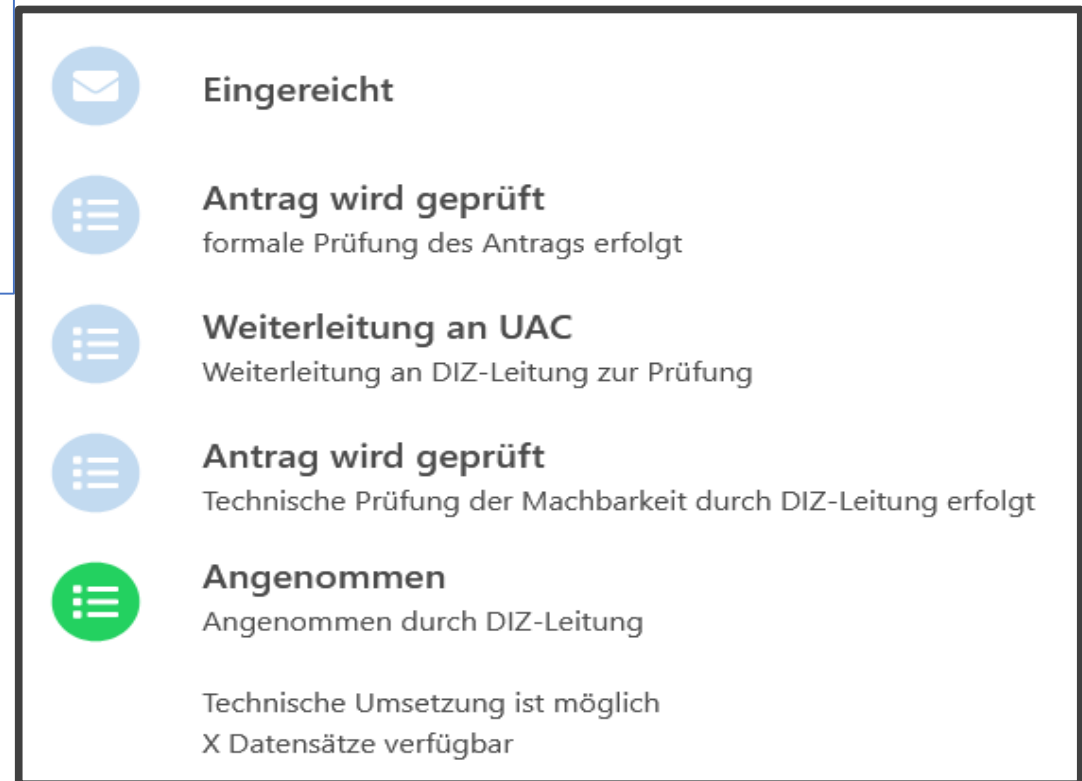 Eingereicht
Antrag wird geprüft
formale Prüfung des Antrags erfolgt
Weiterleitung an UAC
Weiterleitung an DIZ-Leitung zur Prüfung
Antrag wird geprüft
Technische Prüfung der Machbarkeit durch DIZ-Leitung erfolgt
Angenommen
Angenommen durch DIZ-Leitung
Technische Umsetzung ist möglich
X Datensätze verfügbar